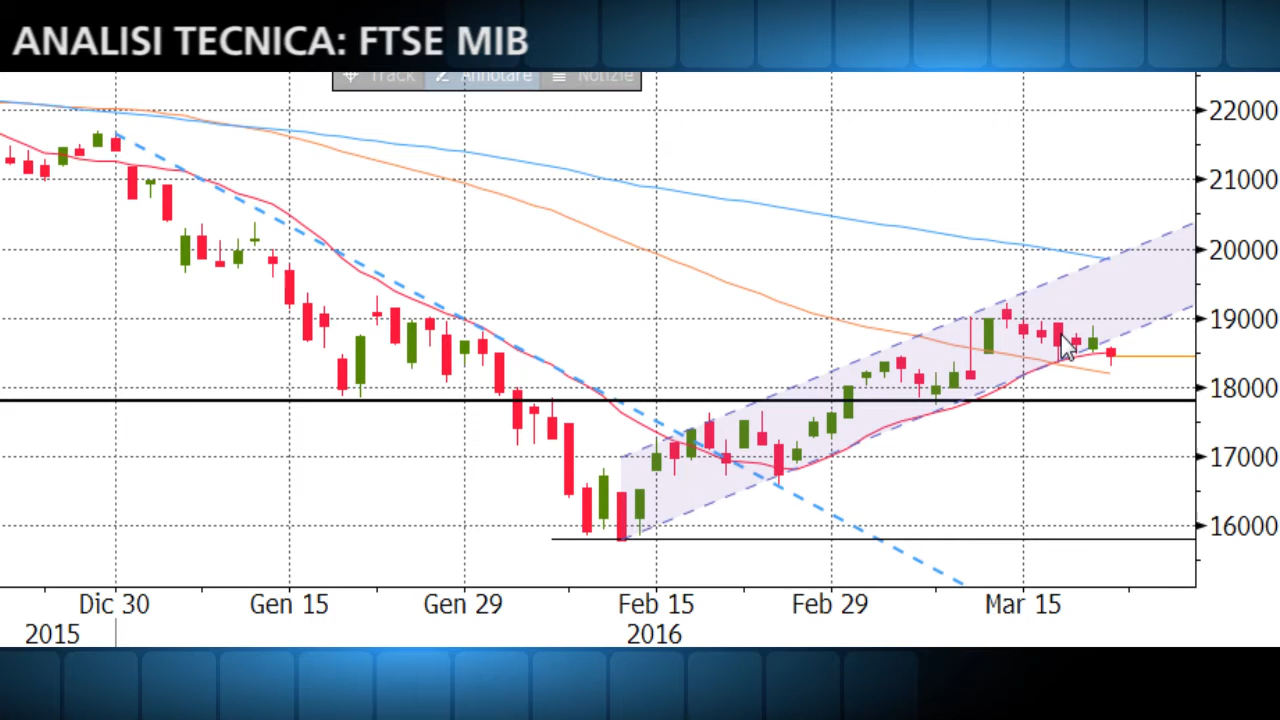 ANALISI TECNICA: FTSE MIB
Track Annotare Notizie
22000
21000
20000
19000
18000
17000
16000
Dic 30 Gen 15 Gen 29 Feb 15 Feb 29 Mar 15
2015 2016